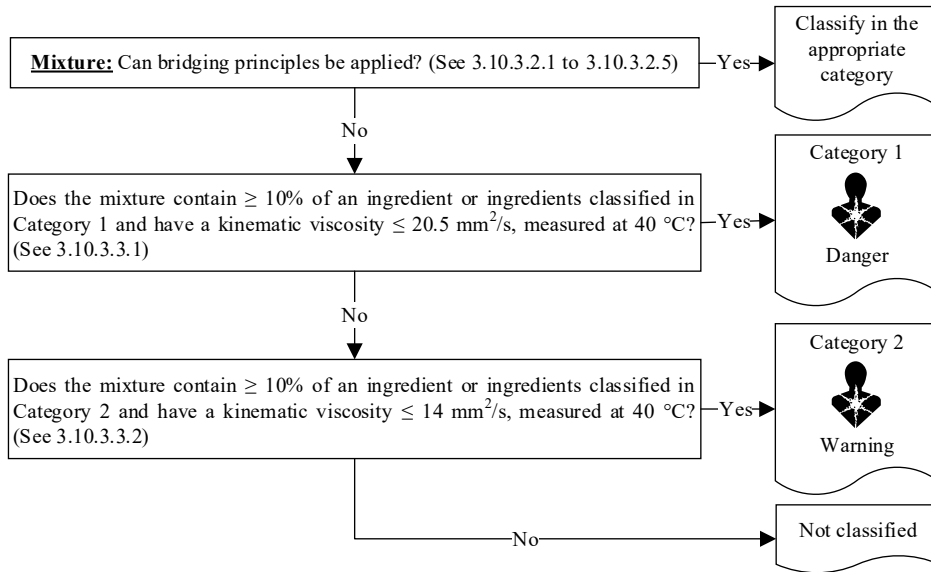 Mixture: Can bridging principles be applied? (See 3.10.3.2.1 to 3.10.3.2.5)
Yes
Classify in the
appropriate
category
No
Does the mixture contain ≥ 10% of an ingredient or ingredients classified in
Category 1 and have a kinematic viscosity ≤ 20.5 mm²/s, measured at 40 °C?
(See 3.10.3.3.1)
Yes
Category 1
Danger
No
Does the mixture contain ≥ 10% of an ingredient or ingredients classified in
Category 2 and have a kinematic viscosity ≤ 14 mm²/s, measured at 40 °C?
(See 3.10.3.3.2)
Yes
Category 2
Warning
No
Not classified